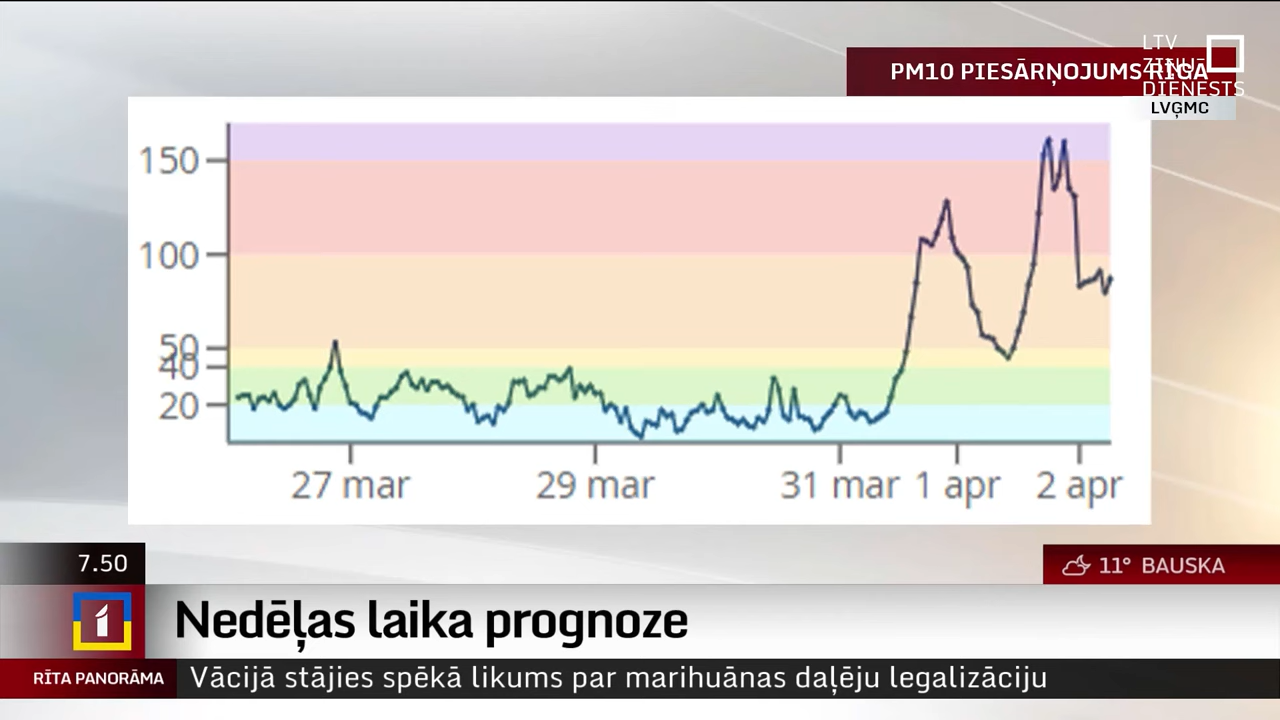 LTV
ZIŅU
DIENESTS
PM10 PIESĀRŅOJUMS RĪGĀ
LVĢMC
150
100
50
40
20
27 mar
29 mar
31 mar
1 apr
2 apr
7.50
11° BAUSKA
1
Nedēļas laika prognoze
RĪTA PANORĀMA
Vācijā stājies spēkā likums par marihuānas daļēju legalizāciju